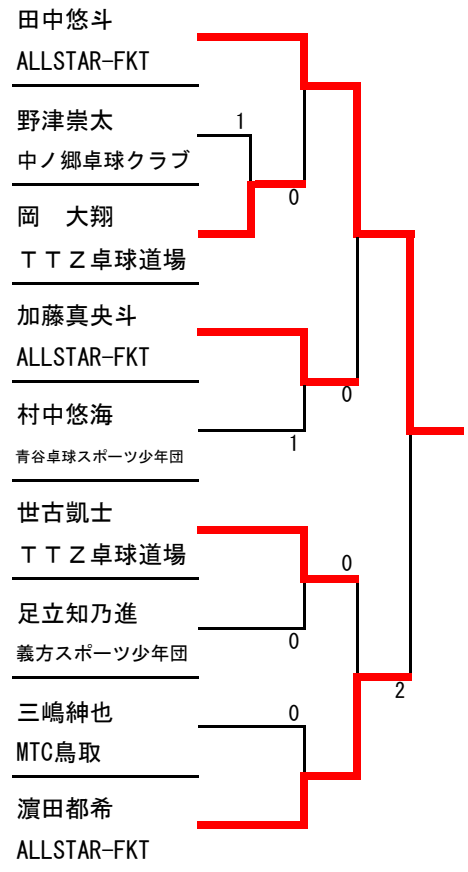 田中悠斗
ALLSTAR-FKT
野津崇太
1
中ノ郷卓球クラブ
0
岡　大翔
ＴＴＺ卓球道場
加藤真央斗
ALLSTAR-FKT
0
村中悠海
1
青谷卓球スポーツ少年団
世古凱士
ＴＴＺ卓球道場
0
足立知乃進
0
義方スポーツ少年団
2
三嶋紳也
0
MTC鳥取
濵田都希
ALLSTAR-FKT